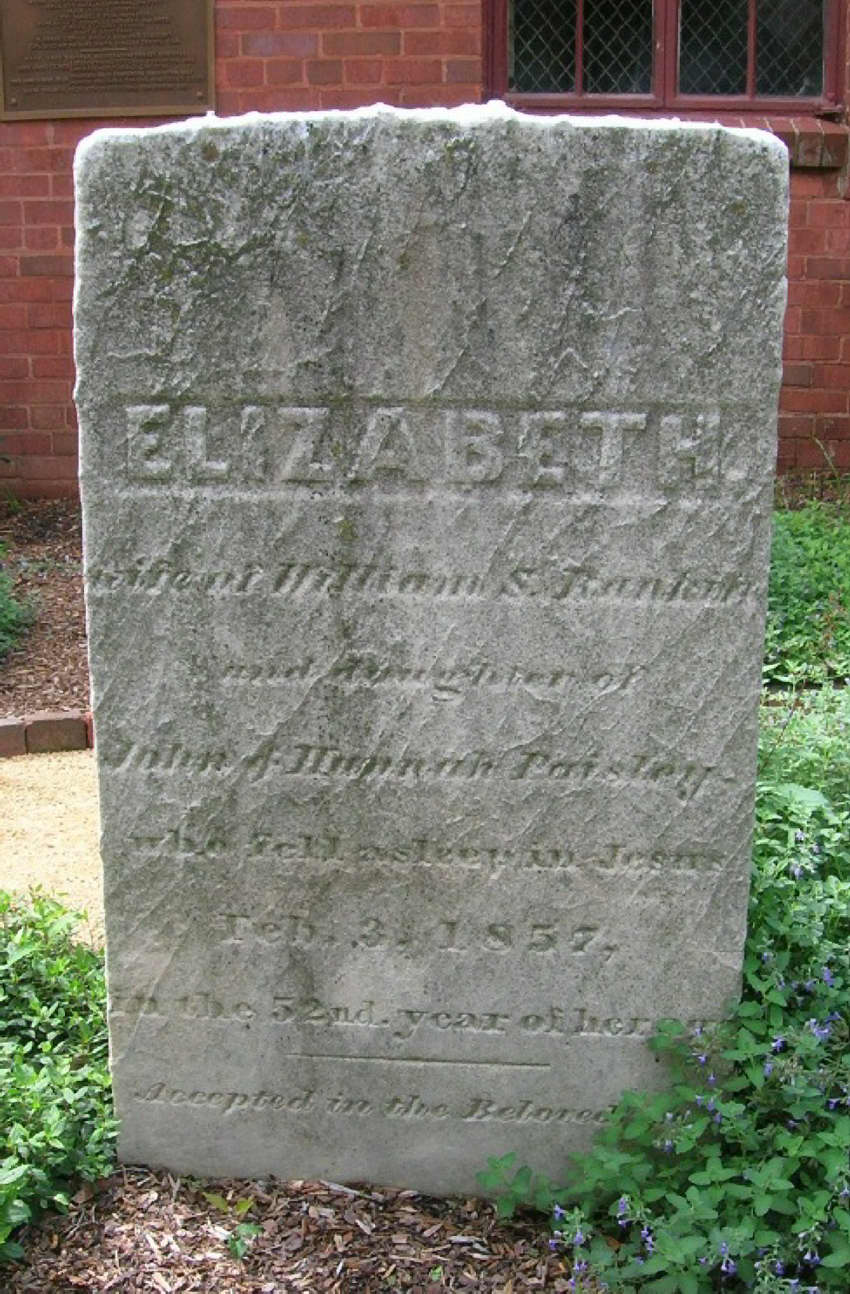 ELIZABETH.
wife of William S. Rankin
and daughter of
John & Hannah Paisley
who fell asleep in Jesus
Feb. 3. 1857,
in the 52nd. year of her age
Accepted in the Beloved